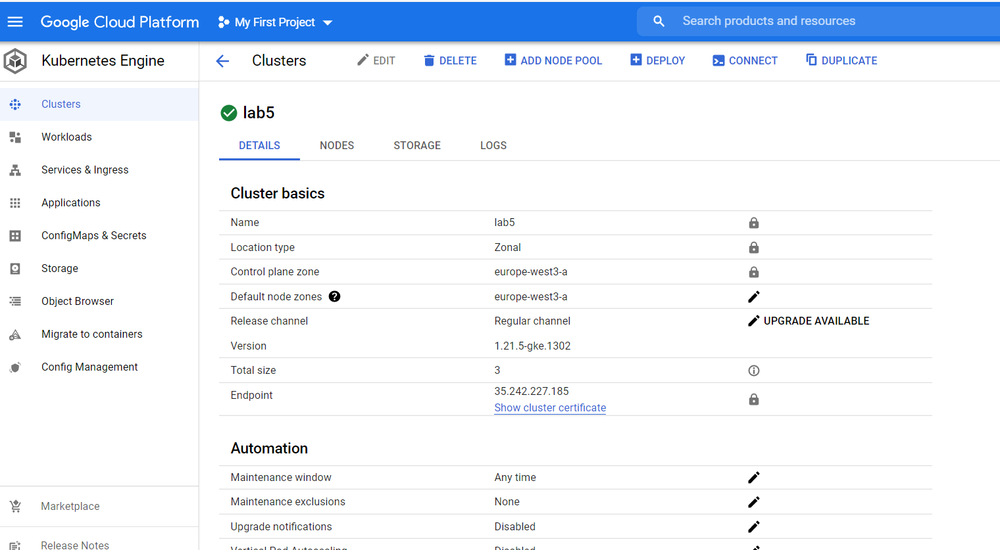 Google Cloud Platform My First Project Search products and resources
Kubernetes Engine Clusters EDIT DELETE ADD NODE POOL DEPLOY CONNECT DUPLICATE
Clusters
Workloads
Services & Ingress
Applications
ConfigMaps & Secrets
Storage
Object Browser
Migrate to containers
Config Management
Marketplace
Release Notes
lab5
DETAILS NODES STORAGE LOGS
Cluster basics
Name lab5
Location type Zonal
Control plane zone europe-west3-a
Default node zones europe-west3-a
Release channel Regular channel UPGRADE AVAILABLE
Version 1.21.5-gke.1302
Total size 3
Endpoint 35.242.227.185
Show cluster certificate
Automation
Maintenance window Any time
Maintenance exclusions None
Upgrade notifications Disabled
Vertical Pod Autoscaling Disabled